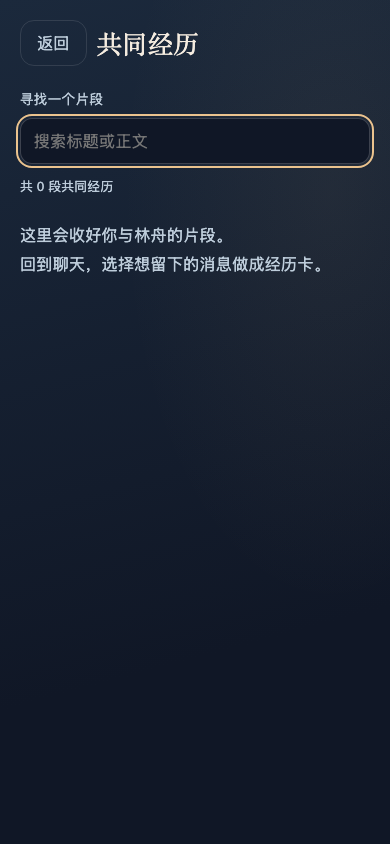 返回
共同经历
寻找一个片段
搜索标题或正文
共 0 段共同经历
这里会收好你与林舟的片段。
回到聊天，选择想留下的消息做成经历卡。